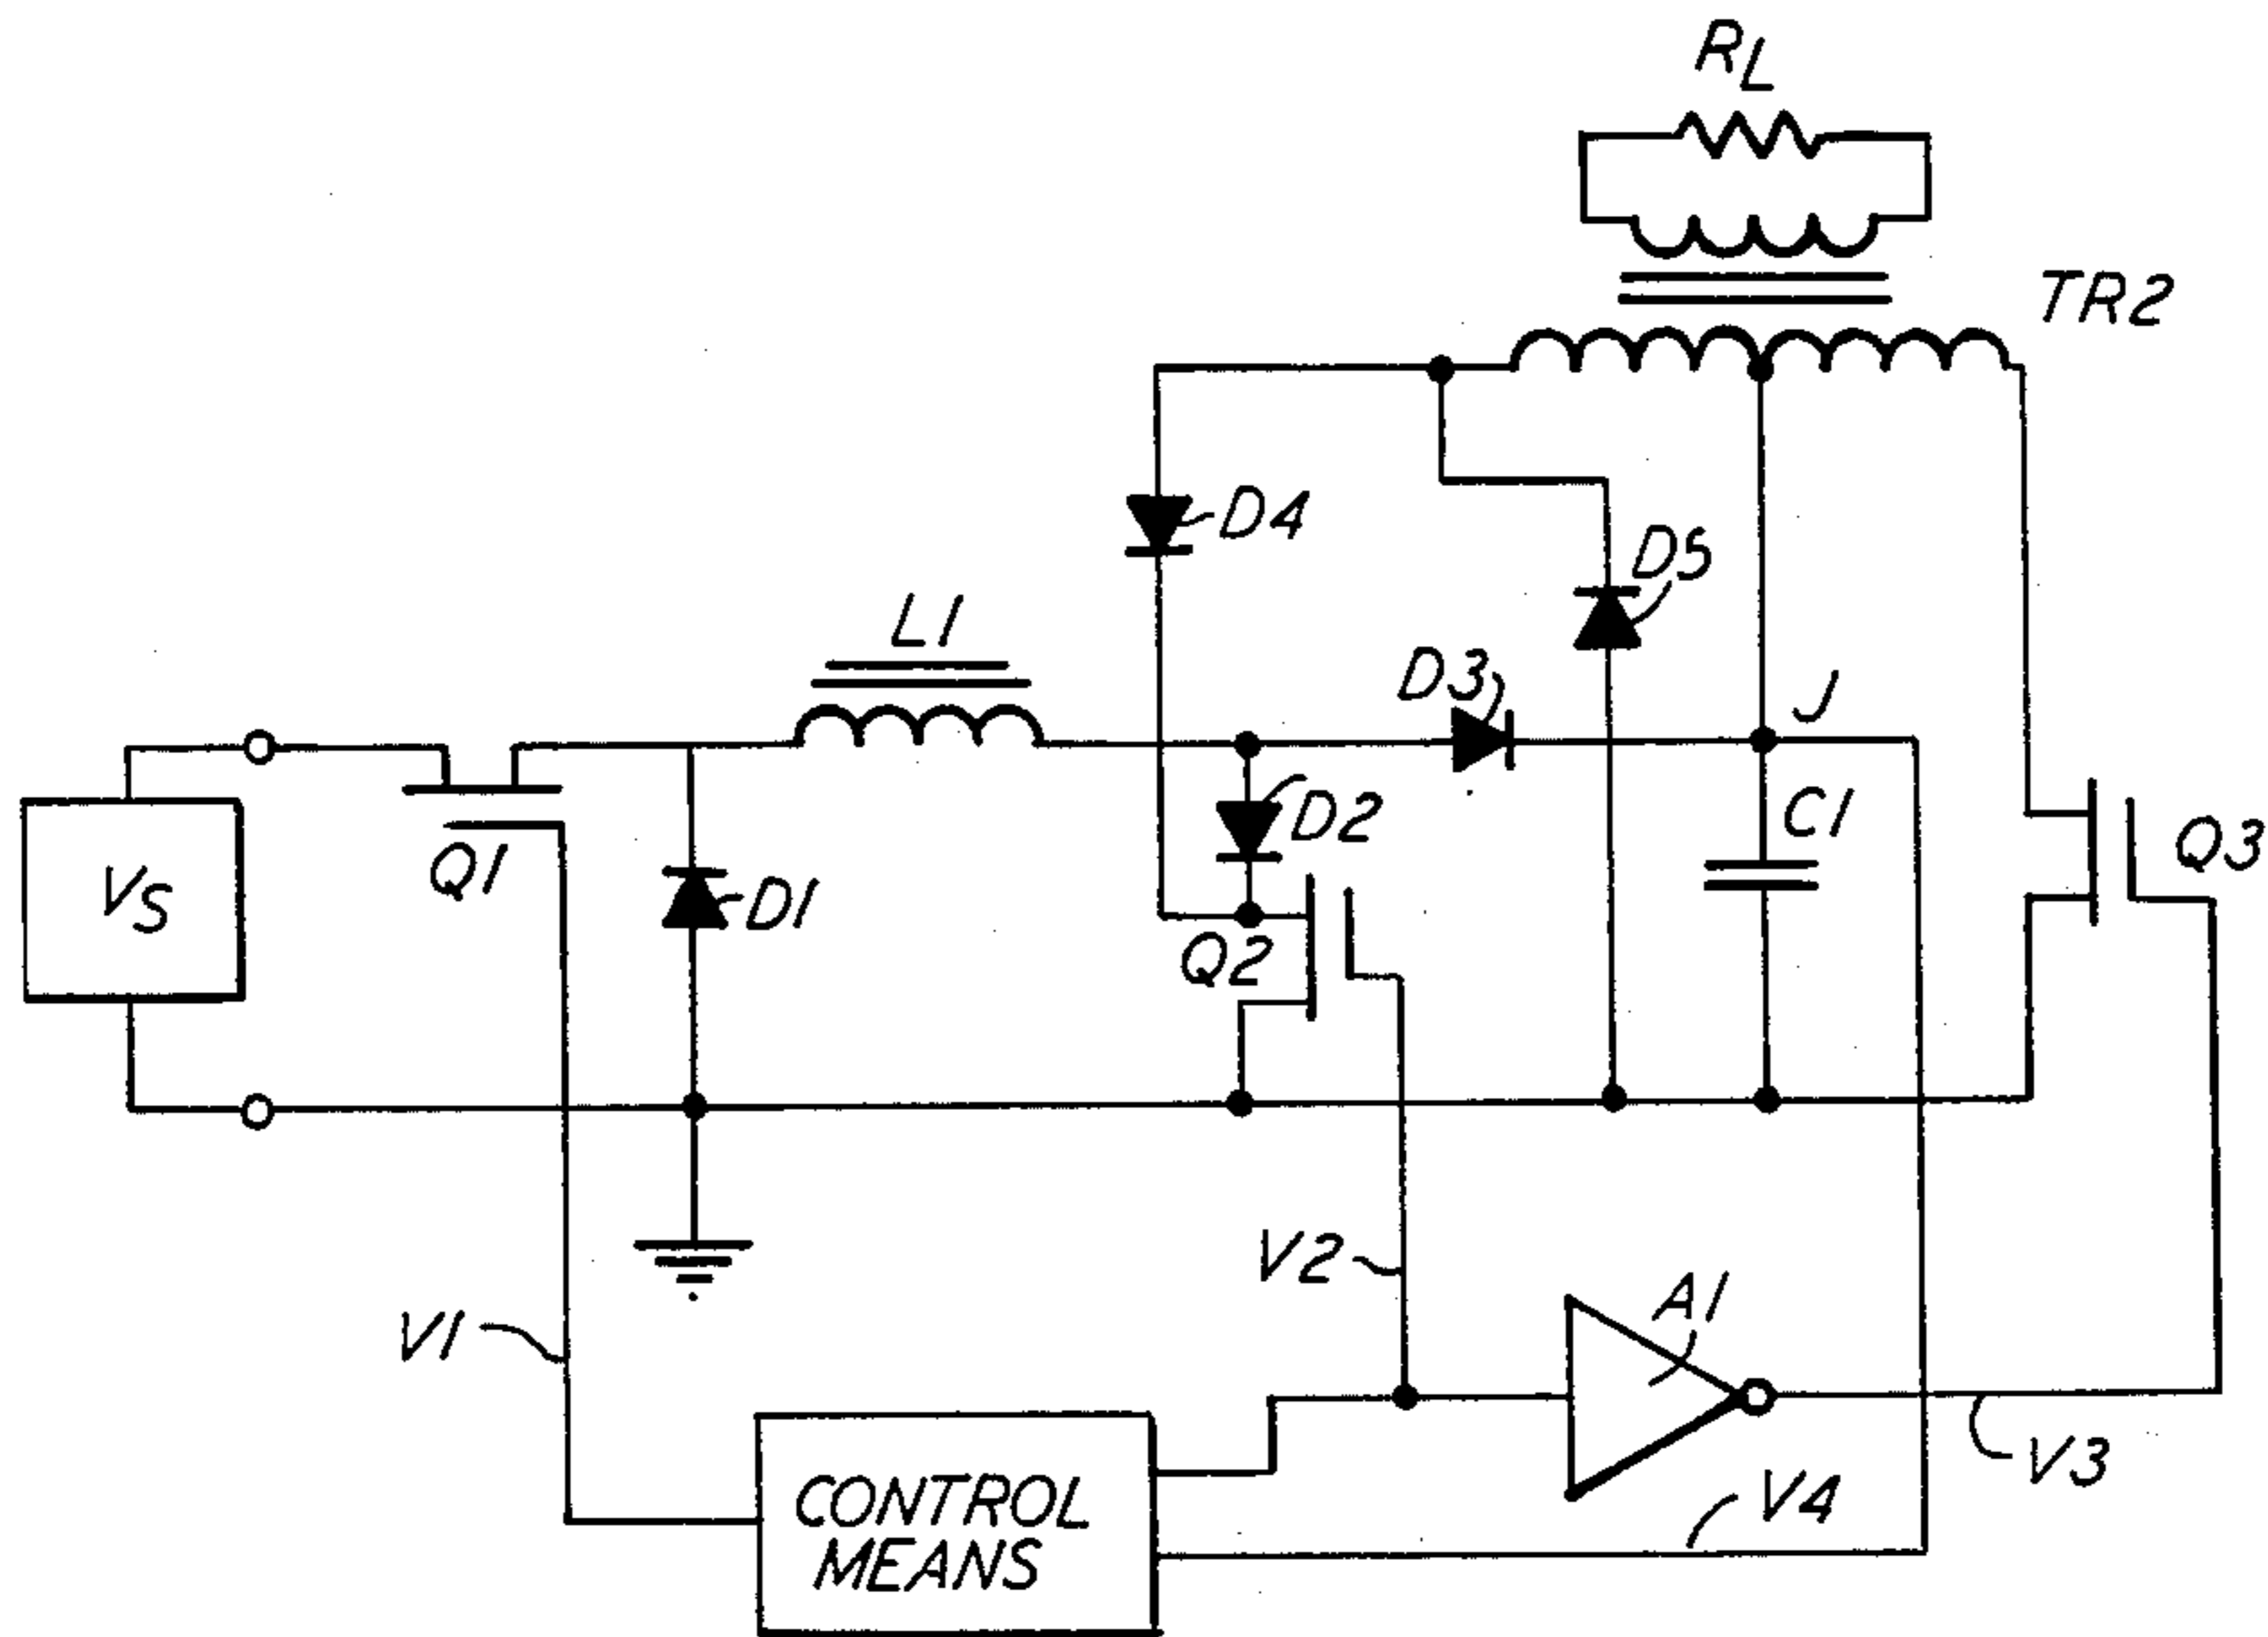 RL
TR2
D4
D5
L1
D3
J
D2
C1
Q3
VS
Q1
D1
Q2
V2
A1
V1
V3
CONTROL
MEANS
V4